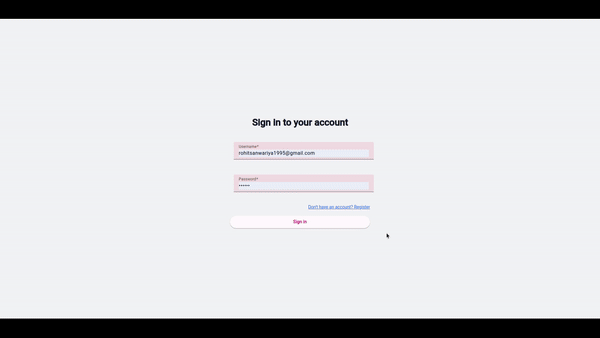 Sign in to your account
Username*
rohitsanwariya1995@gmail.com
Password*
•••••
Don't have an account? Register
Sign in